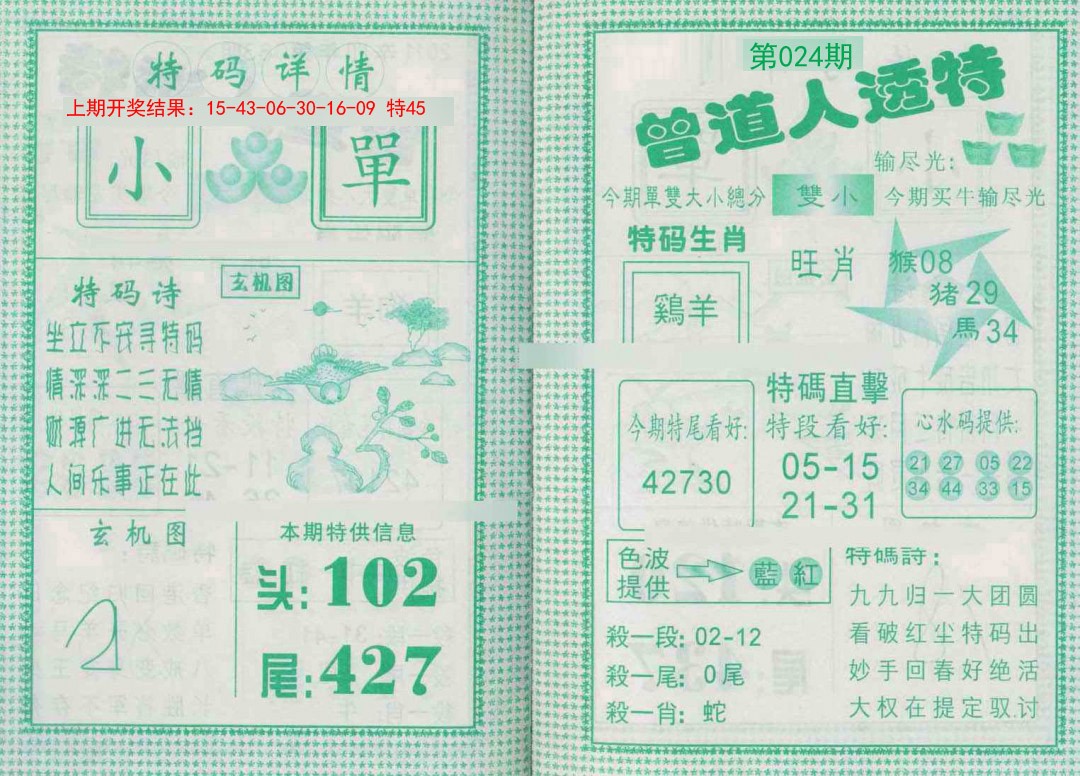 特码详情
上期开奖结果: 15-43-06-30-16-09 特45
小 單
特码诗
坐立不安寻特码
情深深二三无情
财源广进无法挡
人间乐事正在此
玄机图
玄机图
2
本期特供信息
头:102
尾:427
第024期
曾道人透特
输尽光:
今期單雙大小總分 雙小 今期买牛输尽光
特码生肖
鷄羊
旺肖
猴08
猪29
馬34
今期特尾看好:
42730
特碼直擊
特段看好:
05-15
21-31
心水码提供:
21 27 05 22
34 44 33 15
色波提供 藍 紅
殺一段: 02-12
殺一尾: 0尾
殺一肖: 蛇
特碼詩:
九九归一大团圆
看破红尘特码出
妙手回春好绝活
大权在提定驭讨